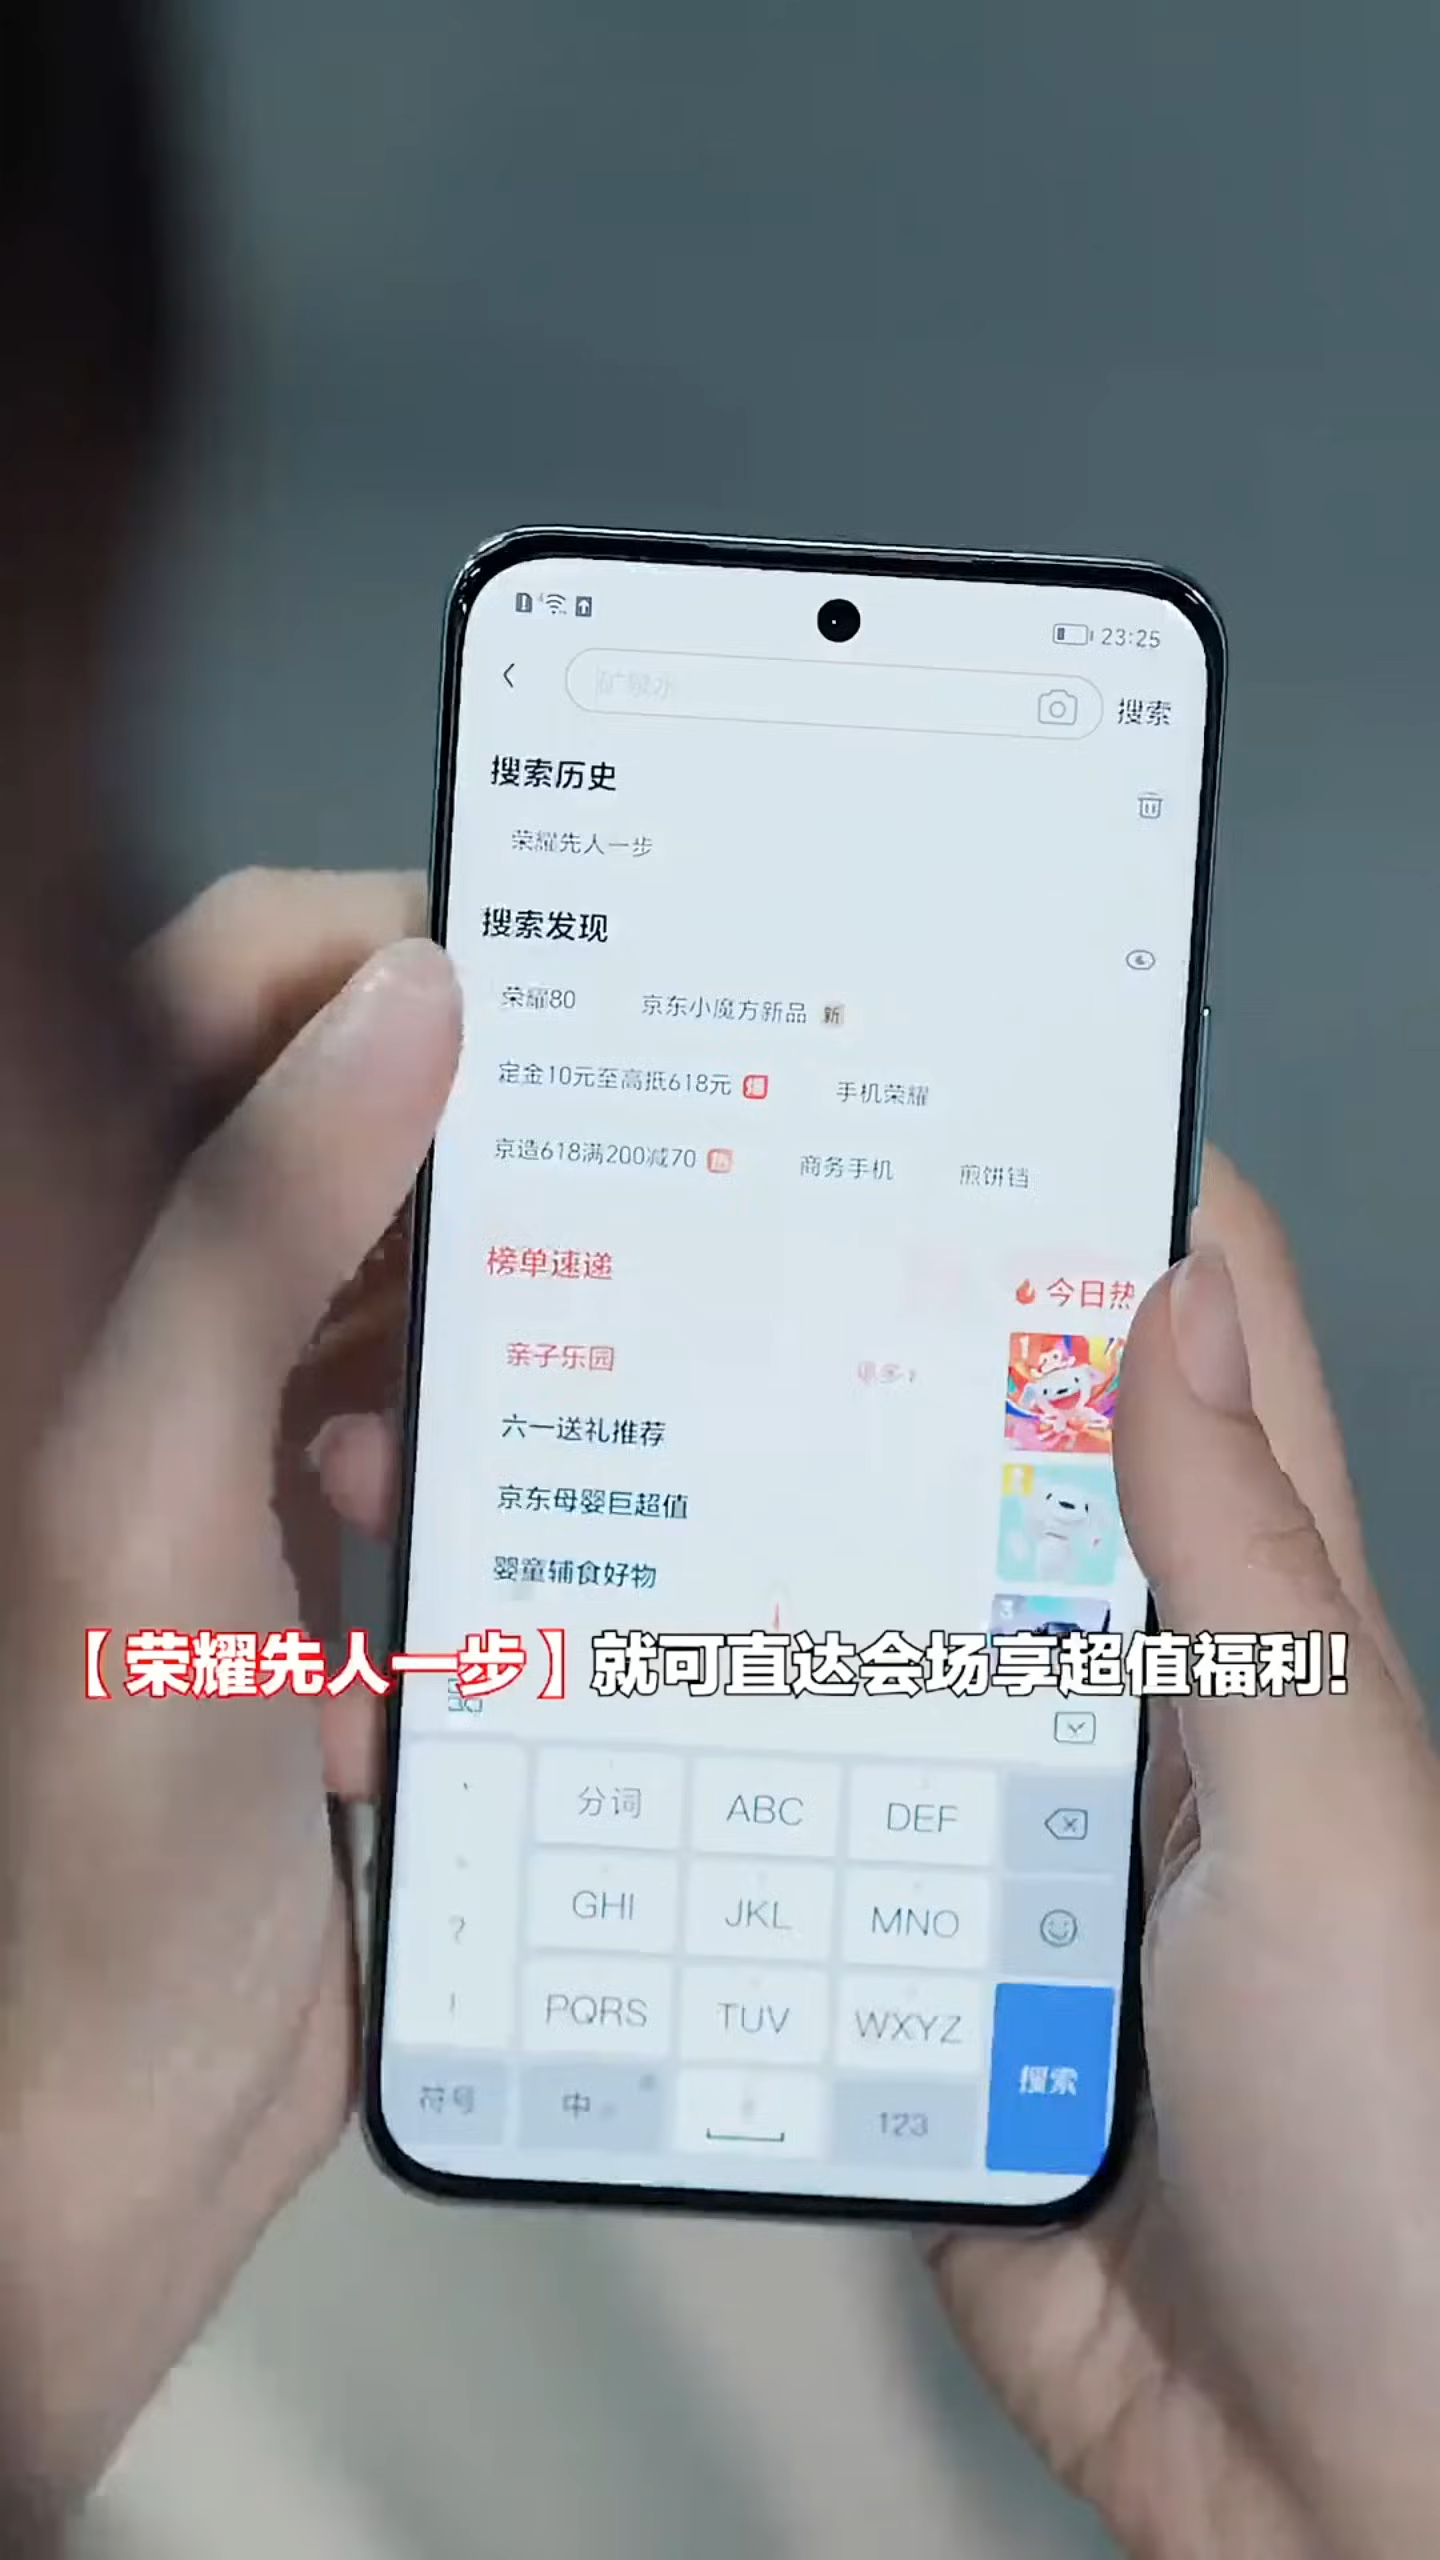 23:25
搜索
搜索历史
荣耀先人一步
搜索发现
荣耀80 京东小魔方新品 新
定金10元至高抵618元 爆 手机荣耀
京造618满200减70 热 商务手机 煎饼铛
榜单速递 今日热
亲子乐园 更多
六一送礼推荐
京东母婴巨超值
婴童辅食好物
3
【荣耀先人一步】就可直达会场享超值福利！
分词 ABC DEF
GHI JKL MNO
?
PQRS TUV WXYZ
!
符号 中 123 搜索